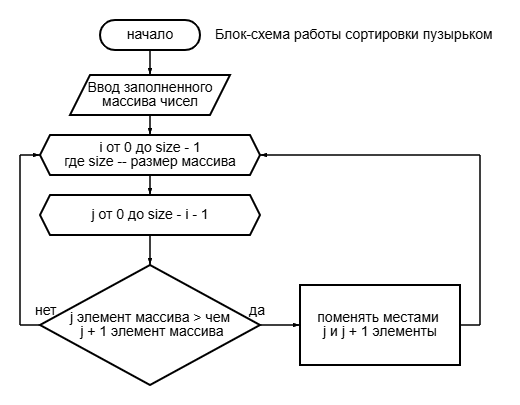 начало
Блок-схема работы сортировки пузырьком
Ввод заполненного
массива чисел
i от 0 до size - 1
где size -- размер массива
j от 0 до size - i - 1
нет
j элемент массива > чем
j + 1 элемент массива
да
поменять местами
j и j + 1 элементы